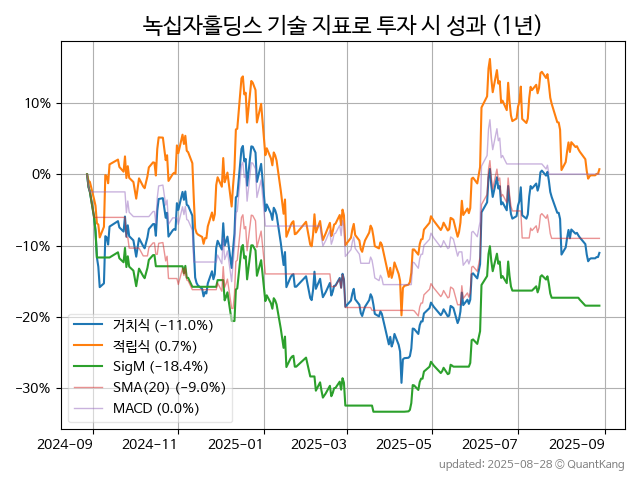 녹십자홀딩스 기술 지표로 투자 시 성과 (1년)
10%
0%
−10%
−20%
−30%
거치식 (−11.0%)
적립식 (0.7%)
SigM (−18.4%)
SMA(20) (−9.0%)
MACD (0.0%)
2024-09
2024-11
2025-01
2025-03
2025-05
2025-07
2025-09
updated: 2025-08-28 © QuantKang